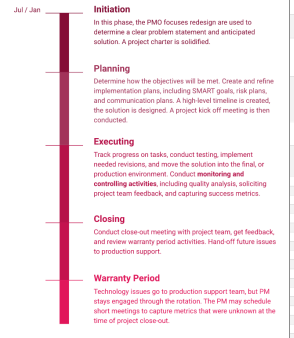 Jul / Jan
Initiation
In this phase, the PMO focuses redesign are used to
determine a clear problem statement and anticipated
solution. A project charter is solidified.
Planning
Determine how the objectives will be met. Create and refine
implementation plans, including SMART goals, risk plans,
and communication plans. A high-level timeline is created,
the solution is designed. A project kick off meeting is then
conducted.
Executing
Track progress on tasks, conduct testing, implement
needed revisions, and move the solution into the final, or
production environment. Conduct monitoring and
controlling activities, including quality analysis, soliciting
project team feedback, and capturing success metrics.
Closing
Conduct close-out meeting with project team, get feedback,
and review warranty period activities. Hand-off future issues
to production support.
Warranty Period
Technology issues go to production support team, but PM
stays engaged through the rotation. The PM may schedule
short meetings to capture metrics that were unknown at the
time of project close-out.